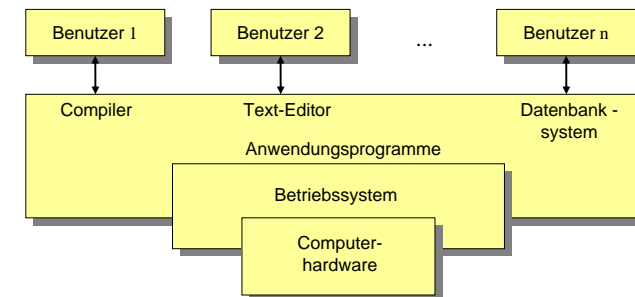 Benutzer 1
Benutzer 2
...
Benutzer n
Compiler
Text-Editor
Datenbank -
system
Anwendungsprogramme
Betriebssystem
Computer-
hardware